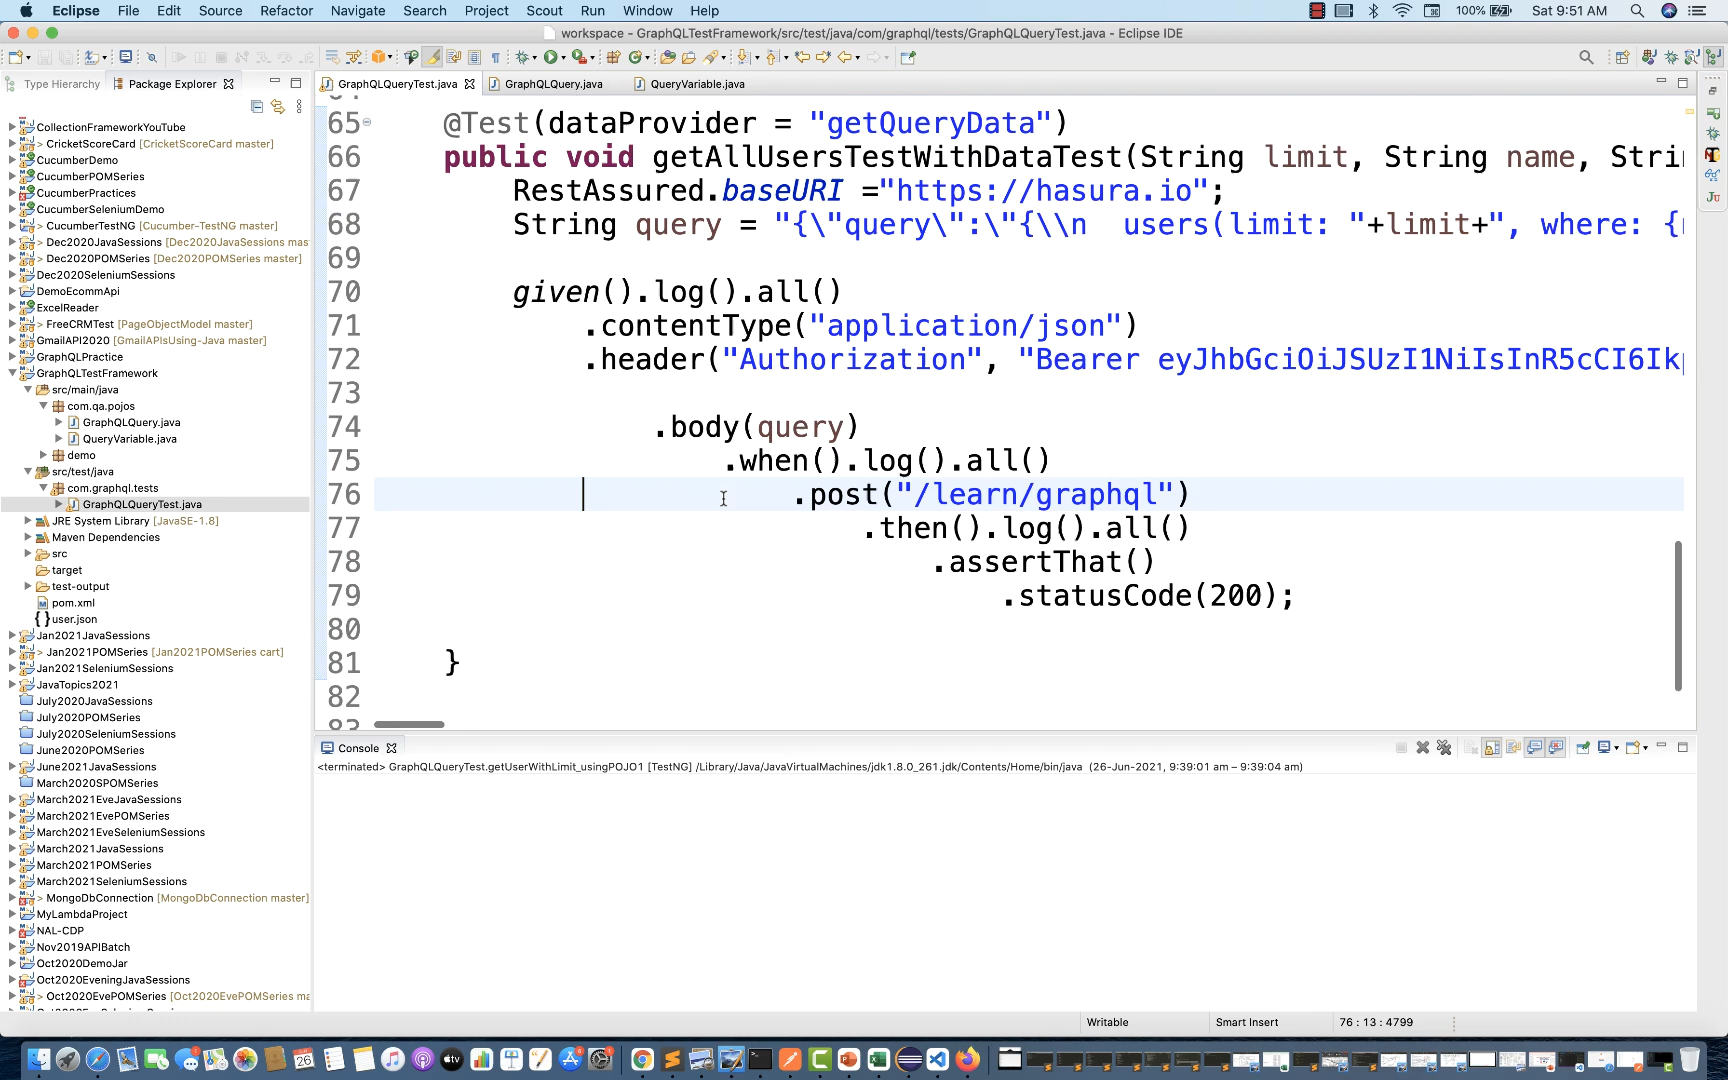 Eclipse File Edit Source Refactor Navigate Search Project Scout Run Window Help 100% Sat 9:51 AM
workspace - GraphQLTestFramework/src/test/java/com/graphql/tests/GraphQLQueryTest.java - Eclipse IDE
Type Hierarchy Package Explorer
GraphQLQueryTest.java GraphQLQuery.java QueryVariable.java
CollectionFrameworkYouTube
> CricketScoreCard [CricketScoreCard master]
CucumberDemo
CucumberPOMSeries
CucumberPractices
CucumberSeleniumDemo
> CucumberTestNG [Cucumber-TestNG master]
> Dec2020JavaSessions [Dec2020JavaSessions mas
> Dec2020POMSeries [Dec2020POMSeries master]
Dec2020SeleniumSessions
DemoEcommApi
ExcelReader
> FreeCRMTest [PageObjectModel master]
GmailAPI2020 [GmailAPIsUsing-Java master]
GraphQLPractice
GraphQLTestFramework
src/main/java
com.qa.pojos
GraphQLQuery.java
QueryVariable.java
demo
src/test/java
com.graphql.tests
GraphQLQueryTest.java
JRE System Library [JavaSE-1.8]
Maven Dependencies
src
target
test-output
pom.xml
user.json
Jan2021JavaSessions
> Jan2021POMSeries [Jan2021POMSeries cart]
Jan2021SeleniumSessions
JavaTopics2021
July2020JavaSessions
July2020POMSeries
July2020SeleniumSessions
June2020POMSeries
June2021JavaSessions
March2020SPOMSeries
March2021EveJavaSessions
March2021EvePOMSeries
March2021EveSeleniumSessions
March2021JavaSessions
March2021POMSeries
March2021SeleniumSessions
> MongoDbConnection [MongoDbConnection master]
MyLambdaProject
NAL-CDP
Nov2019APIBatch
Oct2020DemoJar
Oct2020EveningJavaSessions
> Oct2020EvePOMSeries [Oct2020EvePOMSeries ma
65 @Test(dataProvider = "getQueryData")
66 public void getAllUsersTestWithDataTest(String limit, String name, Stri
67 RestAssured.baseURI ="https://hasura.io";
68 String query = "{\"query\":\"{\\n  users(limit: "+limit+", where: {
69
70 given().log().all()
71 .contentType("application/json")
72 .header("Authorization", "Bearer eyJhbGciOiJSUzI1NiIsInR5cCI6Ik
73
74 .body(query)
75 .when().log().all()
76 .post("/learn/graphql")
77 .then().log().all()
78 .assertThat()
79 .statusCode(200);
80
81 }
82
83
Console
<terminated> GraphQLQueryTest.getUserWithLimit_usingPOJO1 [TestNG] /Library/Java/JavaVirtualMachines/jdk1.8.0_261.jdk/Contents/Home/bin/java (26-Jun-2021, 9:39:01 am – 9:39:04 am)
Writable Smart Insert 76 : 13 : 4799